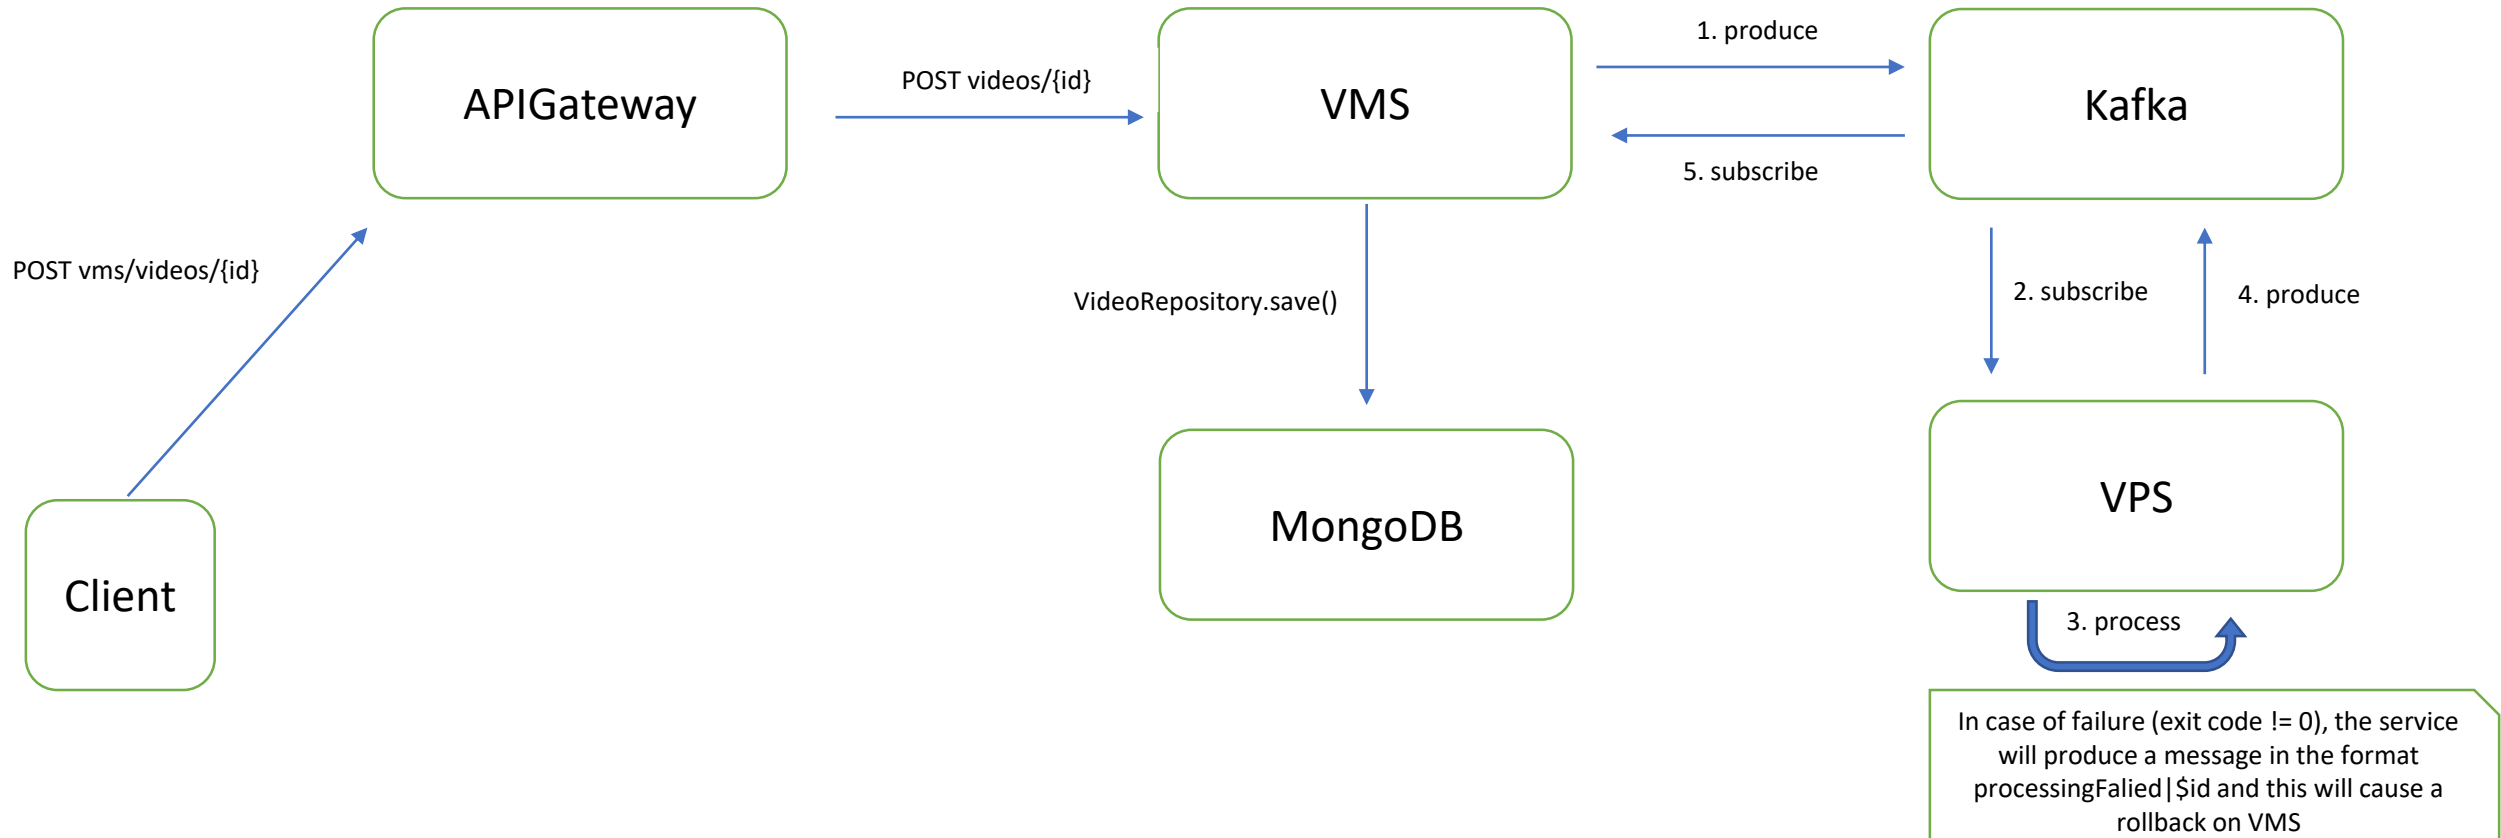 1. produce
APIGateway
POST videos/{id}
VMS
Kafka
5. subscribe
POST vms/videos/{id}
VideoRepository.save()
2. subscribe
4. produce
MongoDB
VPS
Client
3. process
In case of failure (exit code != 0), the service
will produce a message in the format
processingFalied|$id and this will cause a
rollback on VMS